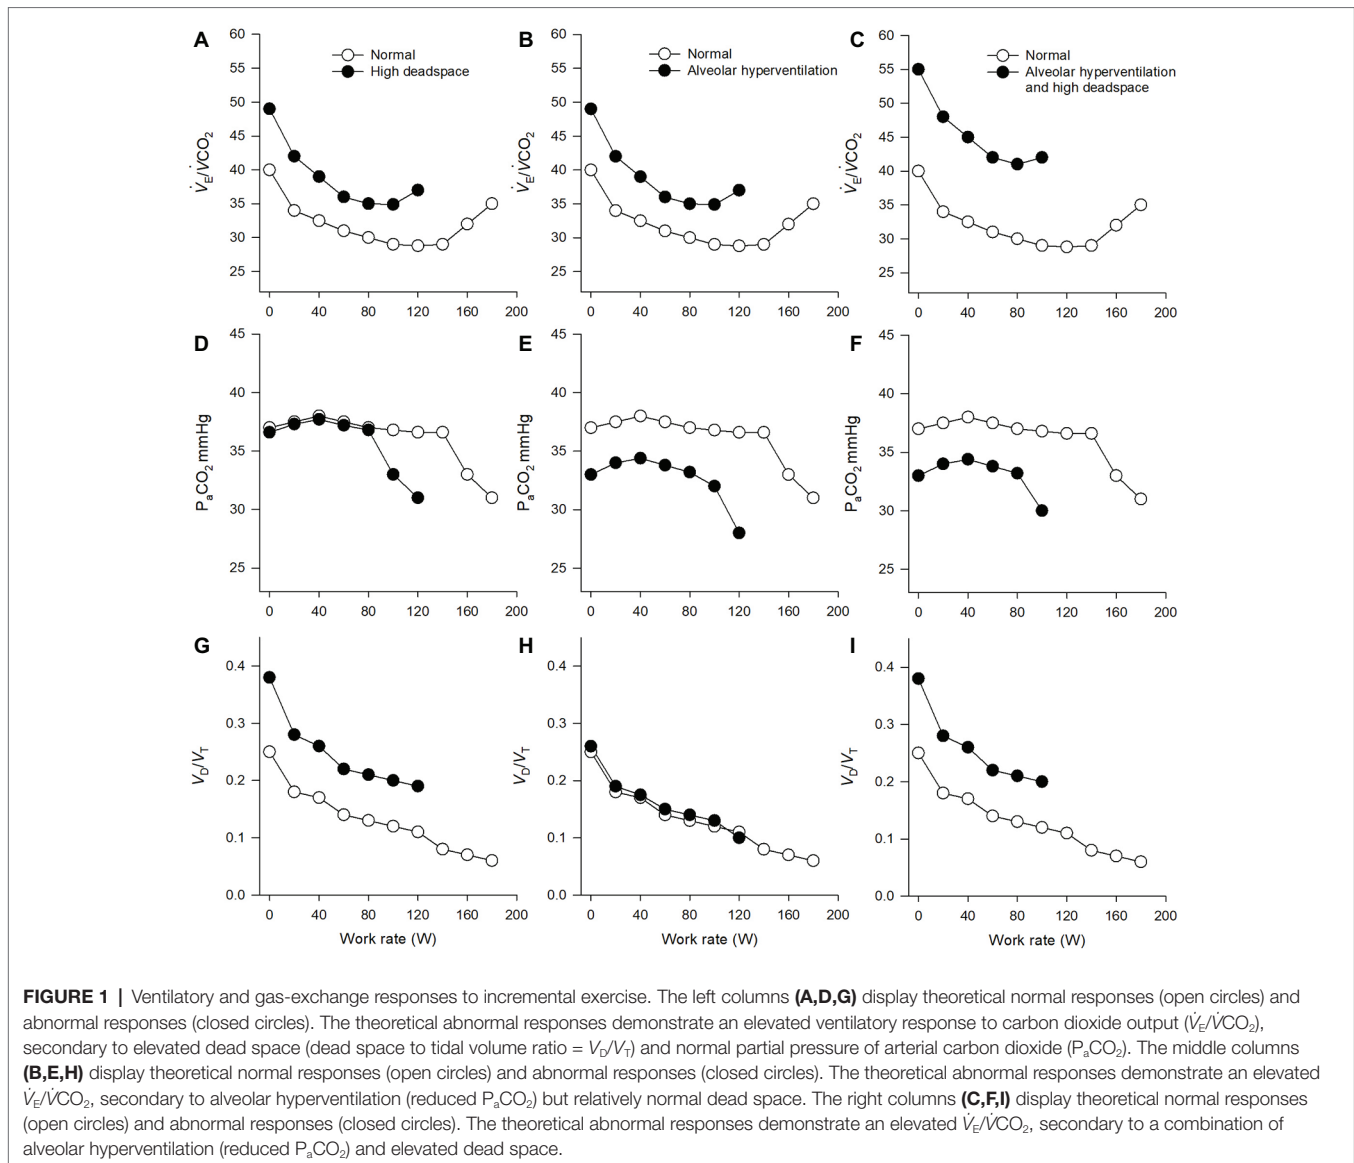 A
B
C
Normal
High deadspace
Normal
Alveolar hyperventilation
Normal
Alveolar hyperventilation
and high deadspace
60
55
50
45
40
35
30
25
V̇E/V̇CO2
0 40 80 120 160 200
60
55
50
45
40
35
30
25
V̇E/V̇CO2
0 40 80 120 160 200
60
55
50
45
40
35
30
25
V̇E/V̇CO2
0 40 80 120 160 200
D
E
F
45
40
35
30
25
PaCO2 mmHg
0 40 80 120 160 200
45
40
35
30
25
PaCO2 mmHg
0 40 80 120 160 200
45
40
35
30
25
PaCO2 mmHg
0 40 80 120 160 200
G
H
I
0.4
0.3
0.2
0.1
0.0
VD/VT
0 40 80 120 160 200
Work rate (W)
0.4
0.3
0.2
0.1
0.0
VD/VT
0 40 80 120 160 200
Work rate (W)
0.4
0.3
0.2
0.1
0.0
VD/VT
0 40 80 120 160 200
Work rate (W)
FIGURE 1 | Ventilatory and gas-exchange responses to incremental exercise. The left columns (A,D,G) display theoretical normal responses (open circles) and
abnormal responses (closed circles). The theoretical abnormal responses demonstrate an elevated ventilatory response to carbon dioxide output (V̇E/V̇CO2),
secondary to elevated dead space (dead space to tidal volume ratio = VD/VT) and normal partial pressure of arterial carbon dioxide (PaCO2). The middle columns
(B,E,H) display theoretical normal responses (open circles) and abnormal responses (closed circles). The theoretical abnormal responses demonstrate an elevated
V̇E/V̇CO2, secondary to alveolar hyperventilation (reduced PaCO2) but relatively normal dead space. The right columns (C,F,I) display theoretical normal responses
(open circles) and abnormal responses (closed circles). The theoretical abnormal responses demonstrate an elevated V̇E/V̇CO2, secondary to a combination of
alveolar hyperventilation (reduced PaCO2) and elevated dead space.